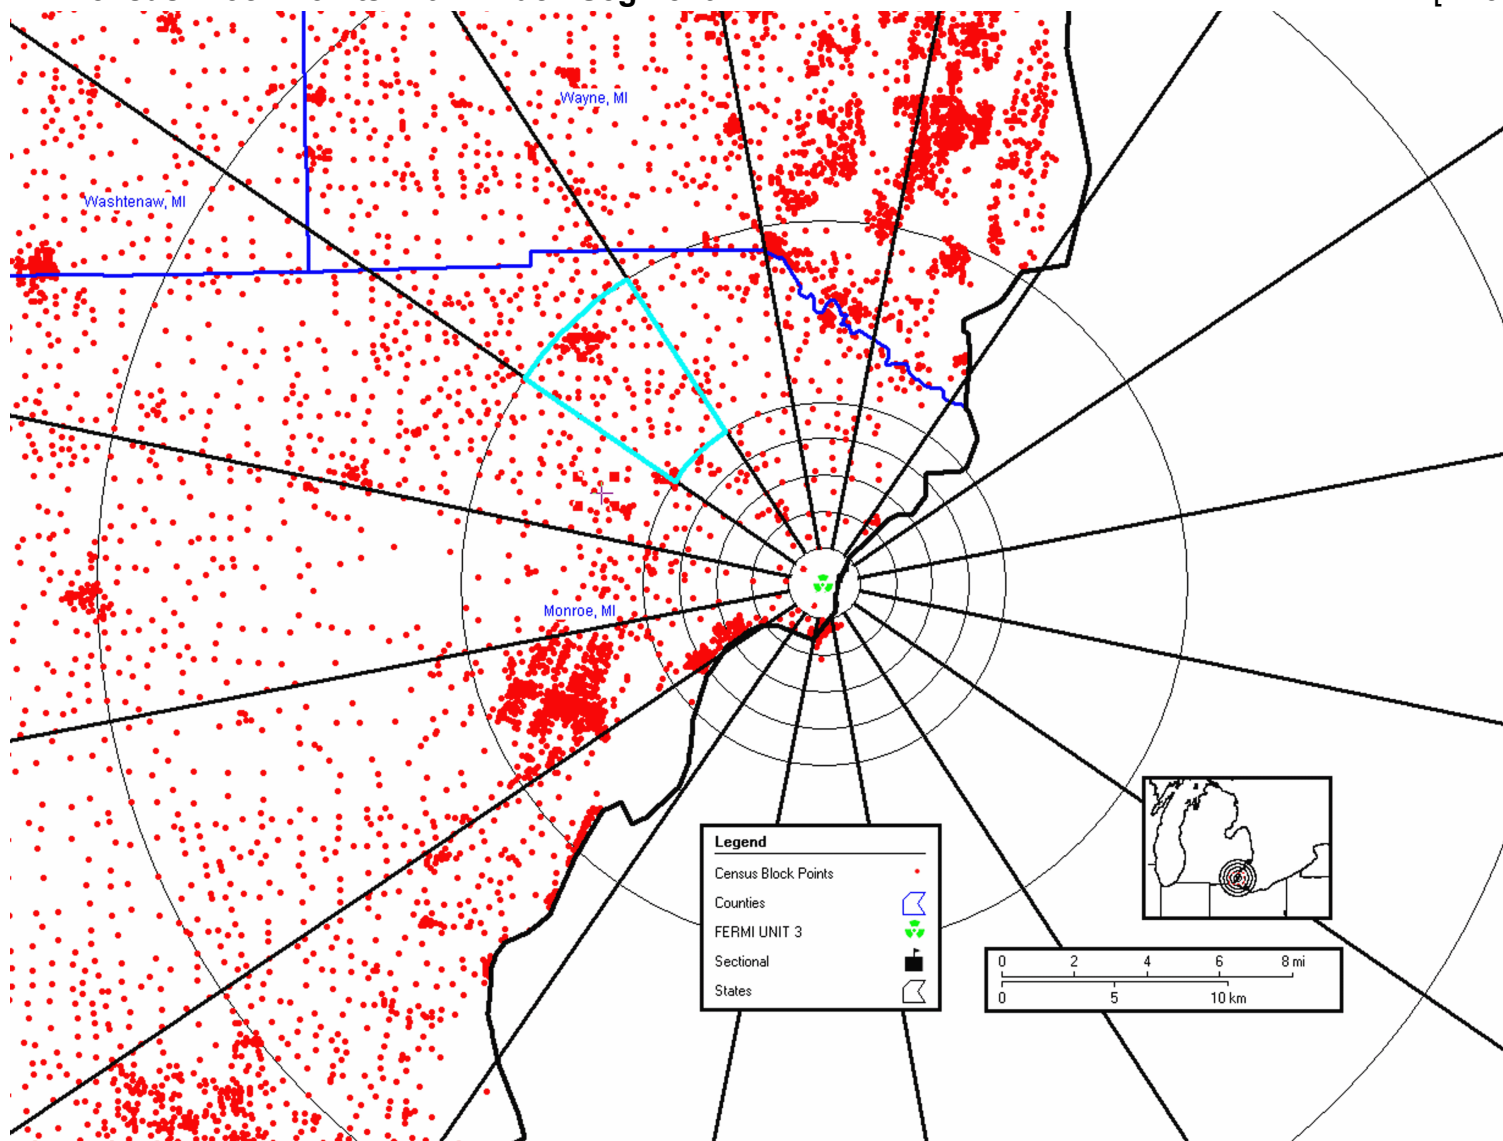 Wayne, MI
Washtenaw, MI
Monroe, MI
Legend
Census Block Points
Counties
FERMI UNIT 3
Sectional
States
0 2 4 6 8 mi
0 5 10 km